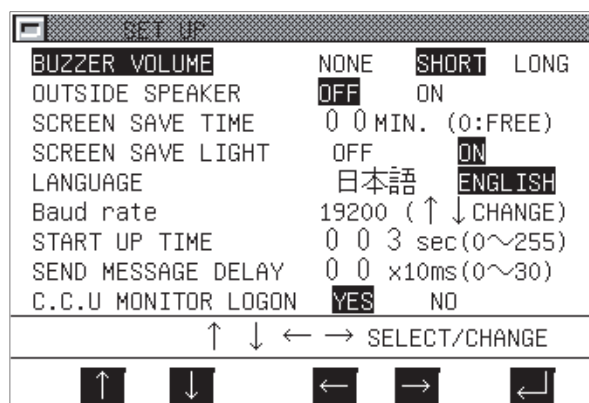 SET UP
BUZZER VOLUME NONE SHORT LONG
OUTSIDE SPEAKER OFF ON
SCREEN SAVE TIME 0 0 MIN. (0:FREE)
SCREEN SAVE LIGHT OFF ON
LANGUAGE 日本語 ENGLISH
Baud rate 19200 (↑↓CHANGE)
START UP TIME 0 0 3 sec(0～255)
SEND MESSAGE DELAY 0 0 x10ms(0～30)
C.C.U MONITOR LOGON YES NO
↑ ↓ ← → SELECT/CHANGE
↑ ↓ ← → ↵